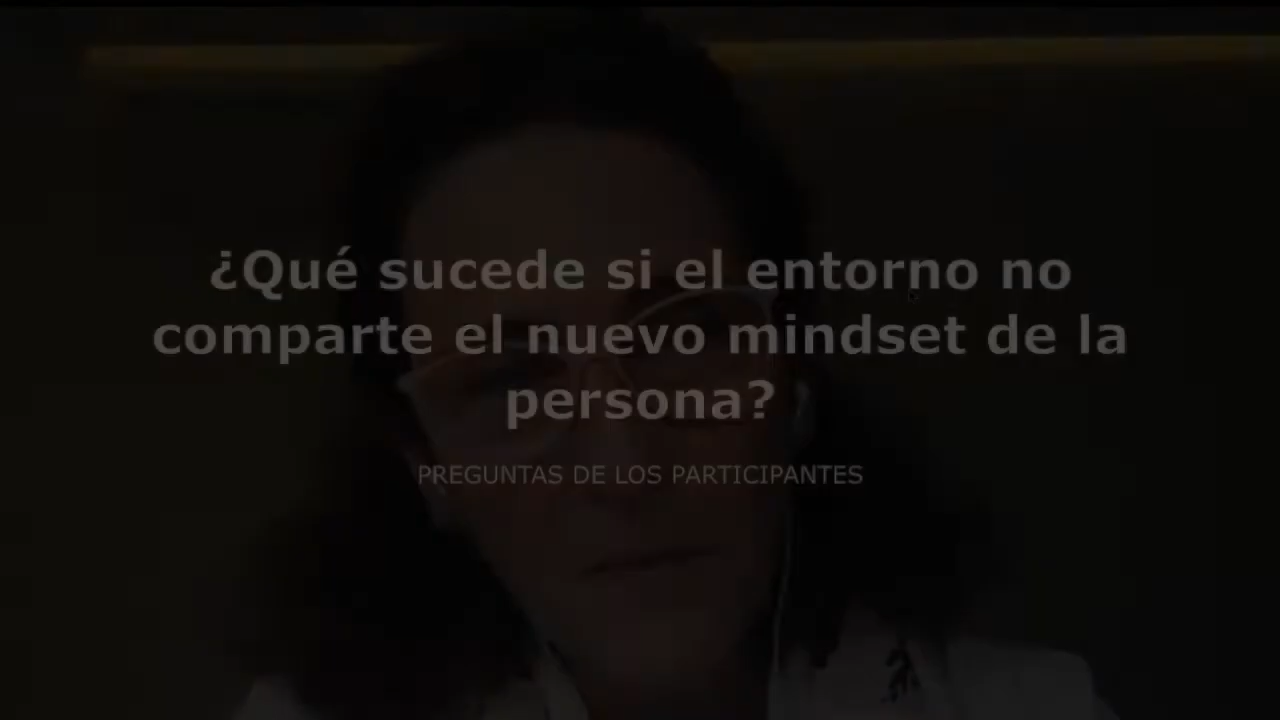 ¿Qué sucede si el entorno no
comparte el nuevo mindset de la
persona?
PREGUNTAS DE LOS PARTICIPANTES